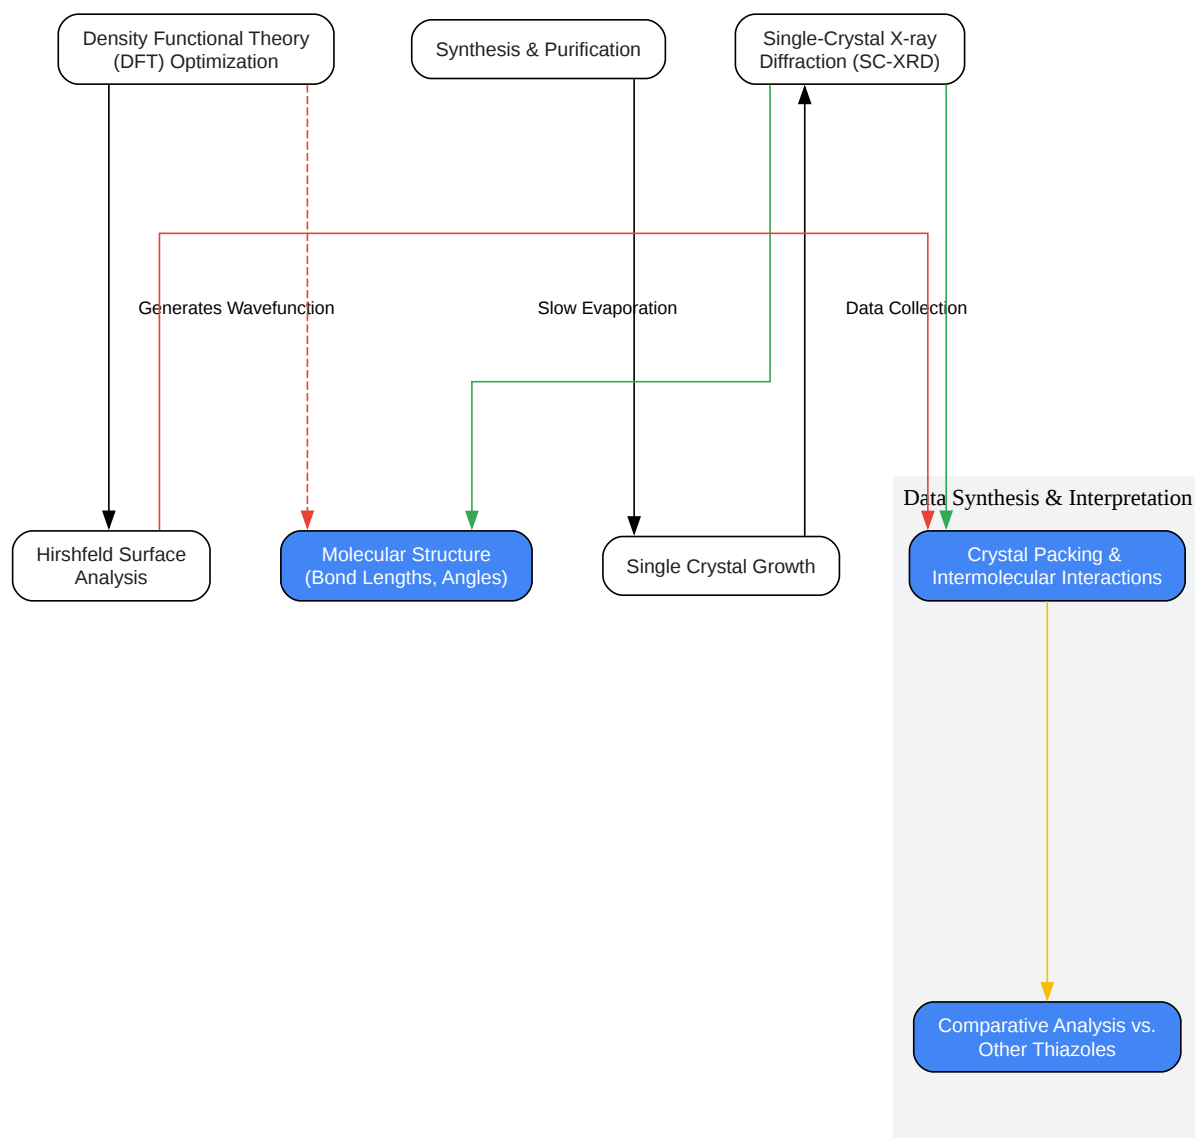 Density Functional Theory
(DFT) Optimization
Synthesis & Purification
Single-Crystal X-ray
Diffraction (SC-XRD)
Generates Wavefunction
Slow Evaporation
Data Collection
Data Synthesis & Interpretation
Hirshfeld Surface
Analysis
Molecular Structure
(Bond Lengths, Angles)
Single Crystal Growth
Crystal Packing &
Intermolecular Interactions
Comparative Analysis vs.
Other Thiazoles